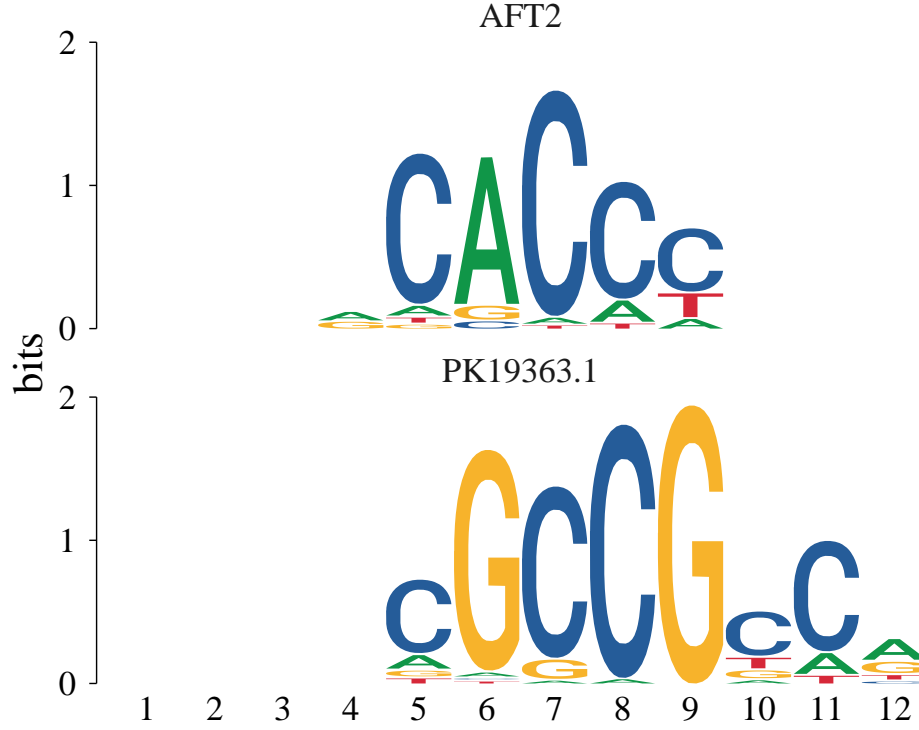 AFT2
bits
2
1
0
A G
C A T G
A G C
C A T
C A T
C T A
PK19363.1
2
1
0
C A G T
G A C T
C G A
C A
G
C T G A
C A T
A G T C
1 2 3 4 5 6 7 8 9 10 11 12